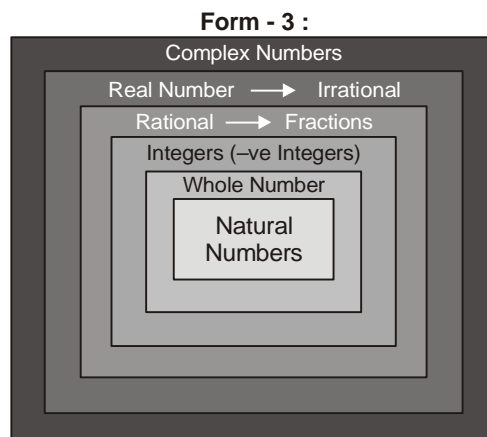 Form - 3 :
Complex Numbers
Real Number → Irrational
Rational → Fractions
Integers (–ve Integers)
Whole Number
Natural
Numbers